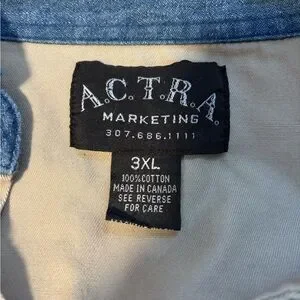 A.C.T.R.A.
MARKETING
307.686.1111
3XL
100% COTTON
MADE IN CANADA
SEE REVERSE
FOR CARE